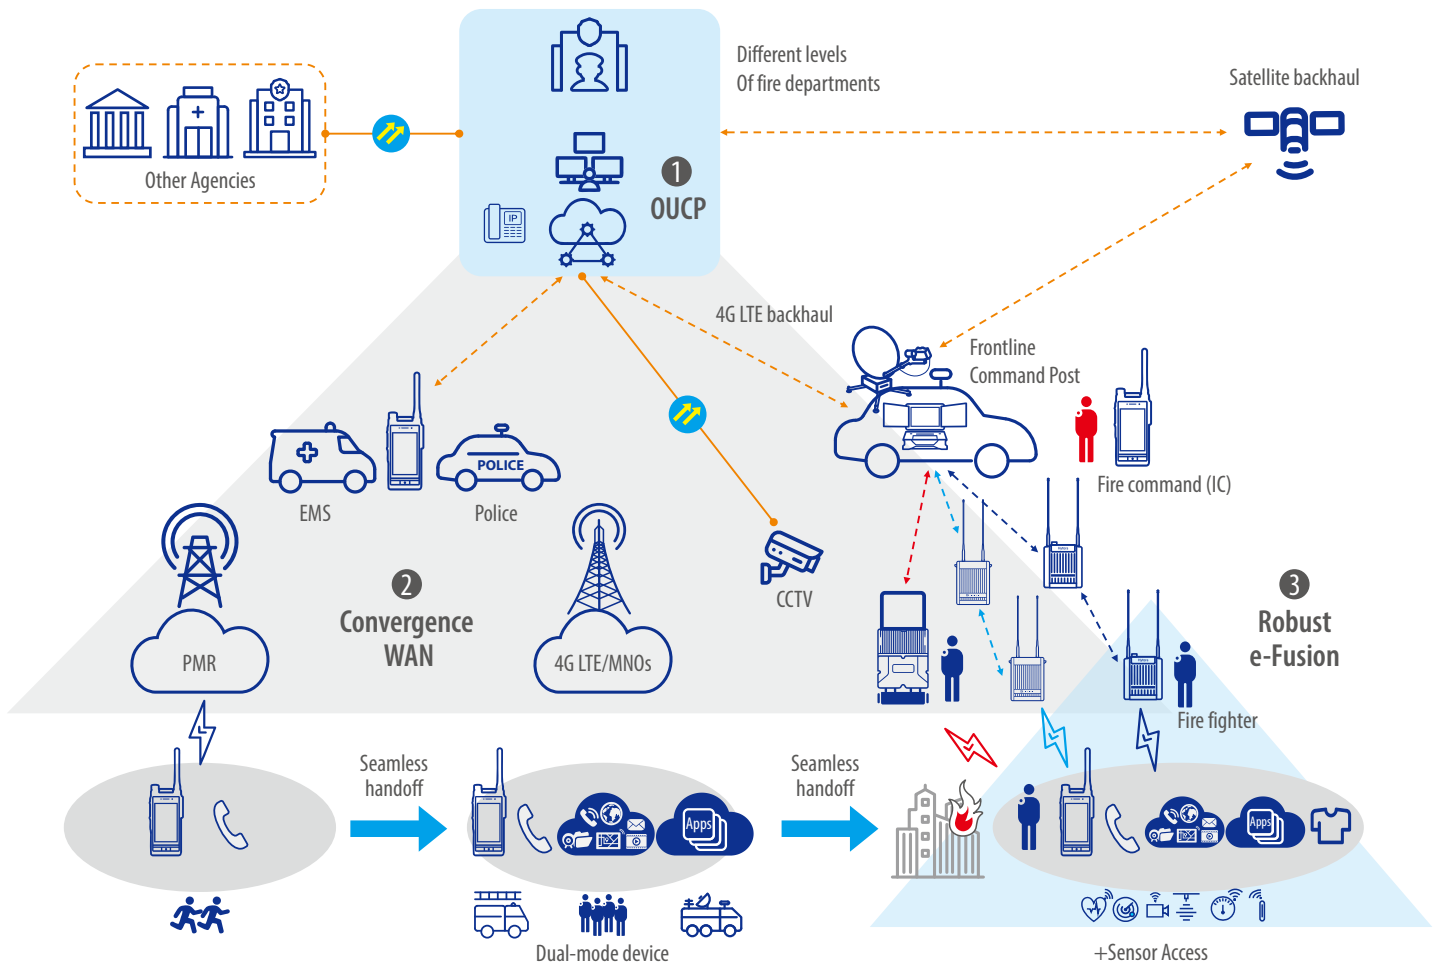 Different levels
Of fire departments
Satellite backhaul
Other Agencies
1
OUCP
IP
4G LTE backhaul
Frontline
Command Post
Fire command (IC)
POLICE
EMS
Police
CCTV
2
Convergence
WAN
PMR
4G LTE/MNOs
3
Robust
e-Fusion
Fire fighter
Seamless
handoff
Seamless
handoff
Apps
Apps
Dual-mode device
+Sensor Access